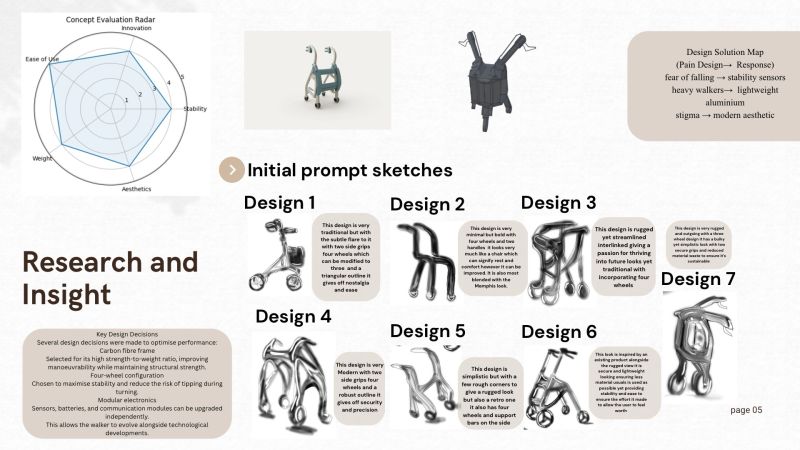 Concept Evaluation Radar
Innovation
Ease of Use
5
4
3
2
1
Stability
Weight
Aesthetics
Design Solution Map
(Pain Design→ Response)
fear of falling → stability sensors
heavy walkers→ lightweight
aluminium
stigma → modern aesthetic
Initial prompt sketches
Design 1
This design is very
traditional but with
the subtle flare to it
with two side grips
four wheels which
can be modified to
three and a
triangular outline it
gives off nostalgia
and ease
Design 2
This design is very
minimal but bold with
four wheels and two
handles it looks very
much like a chair which
can signify rest and
comfort however it can be
improved. It is also most
blended with the
Memphis look.
Design 3
This design is rugged
yet streamlined
interlinked giving a
passion for thriving
into future looks yet
traditional with
incorporating four
wheels
This design is very rugged
and outgoing with a three
wheel design it has a bulky
yet simplistic look with two
secure grips and reduced
material waste to ensure it's
sustainable
Design 7
Research and
Insight
Key Design Decisions
Several design decisions were made to optimise performance:
Carbon fibre frame
Selected for its high strength-to-weight ratio, improving
manoeuvrability while maintaining structural strength.
Four-wheel configuration
Chosen to maximise stability and reduce the risk of tipping during
turning.
Modular electronics
Sensors, batteries, and communication modules can be upgraded
independently.
This allows the walker to evolve alongside technological
developments.
Design 4
This design is very
Modern with two
side grips four
wheels and a
robust outline it
gives off security
and precision
Design 5
This design is
simplistic but with a
few rough corners to
give a rugged look
but also a retro one
it also has four
wheels and support
bars on the side
Design 6
This look is inspired by an
existing product alongside
the rugged view it is
secure and lightweight
looking ensuring less
material usual is used as
possible yet providing
stability and ease to
ensure the effort it made
to allow the user to feel
worth
page 05